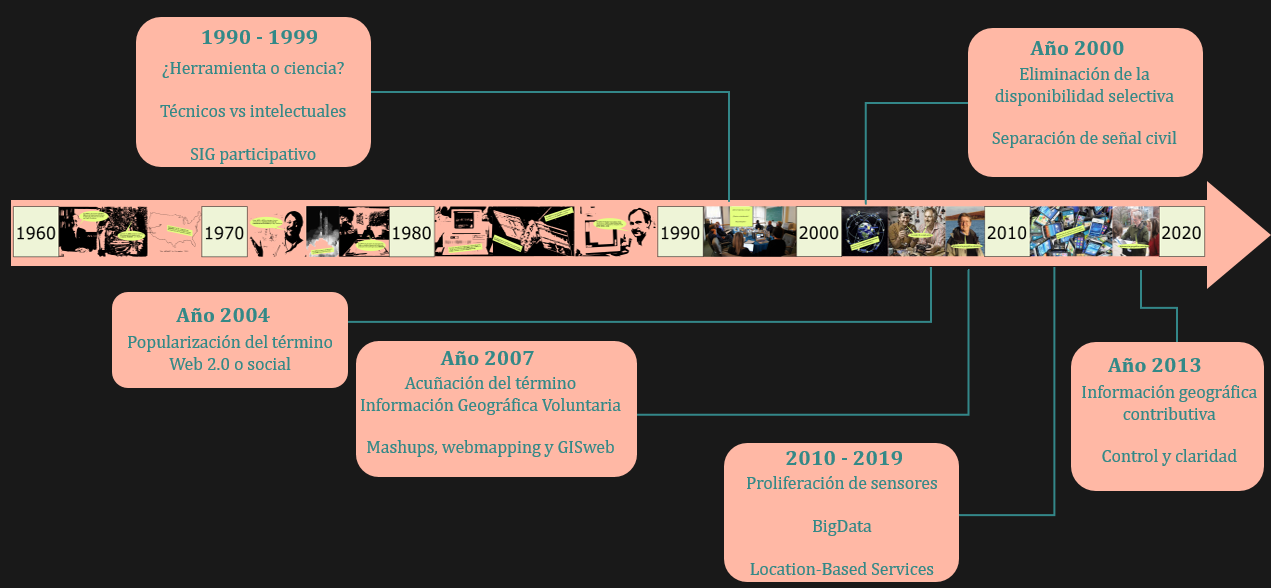 1990 - 1999
¿Herramienta o ciencia?
Técnicos vs intelectuales
SIG participativo
Año 2000
Eliminación de la
disponibilidad selectiva
Separación de señal civil
1960
1970
1980
1990
2000
2010
2020
Año 2004
Popularización del término
Web 2.0 o social
Año 2007
Acuñación del término
Información Geográfica Voluntaria
Mashups, webmapping y GISweb
2010 - 2019
Proliferación de sensores
BigData
Location-Based Services
Año 2013
Información geográfica
contributiva
Control y claridad